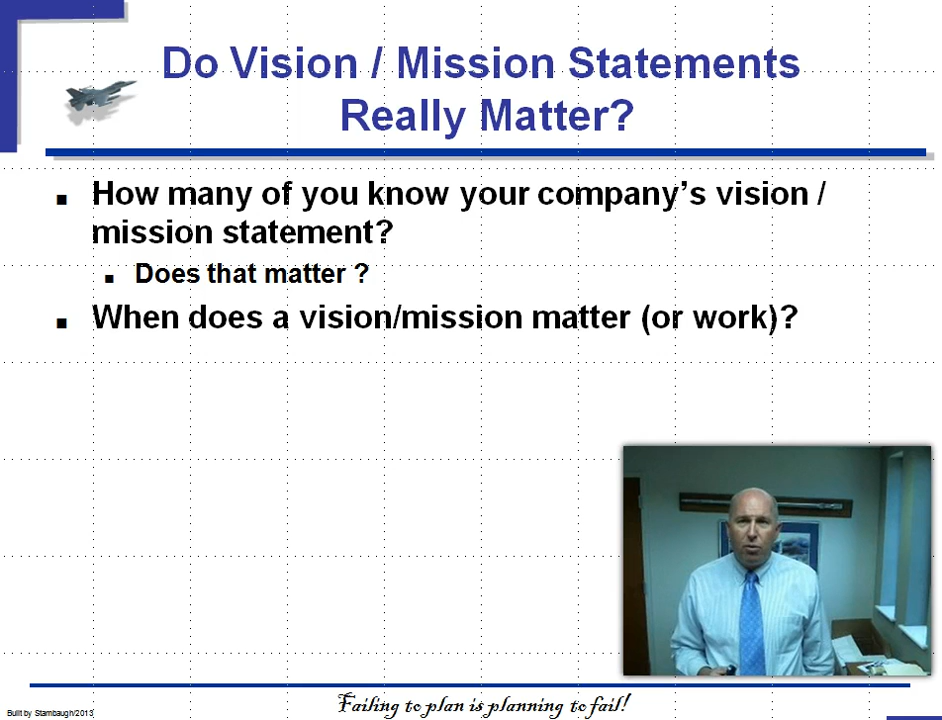 Do Vision / Mission Statements
Really Matter?
How many of you know your company’s vision /
mission statement?
Does that matter ?
When does a vision/mission matter (or work)?
Failing to plan is planning to fail!
Built by Stambaugh/2013